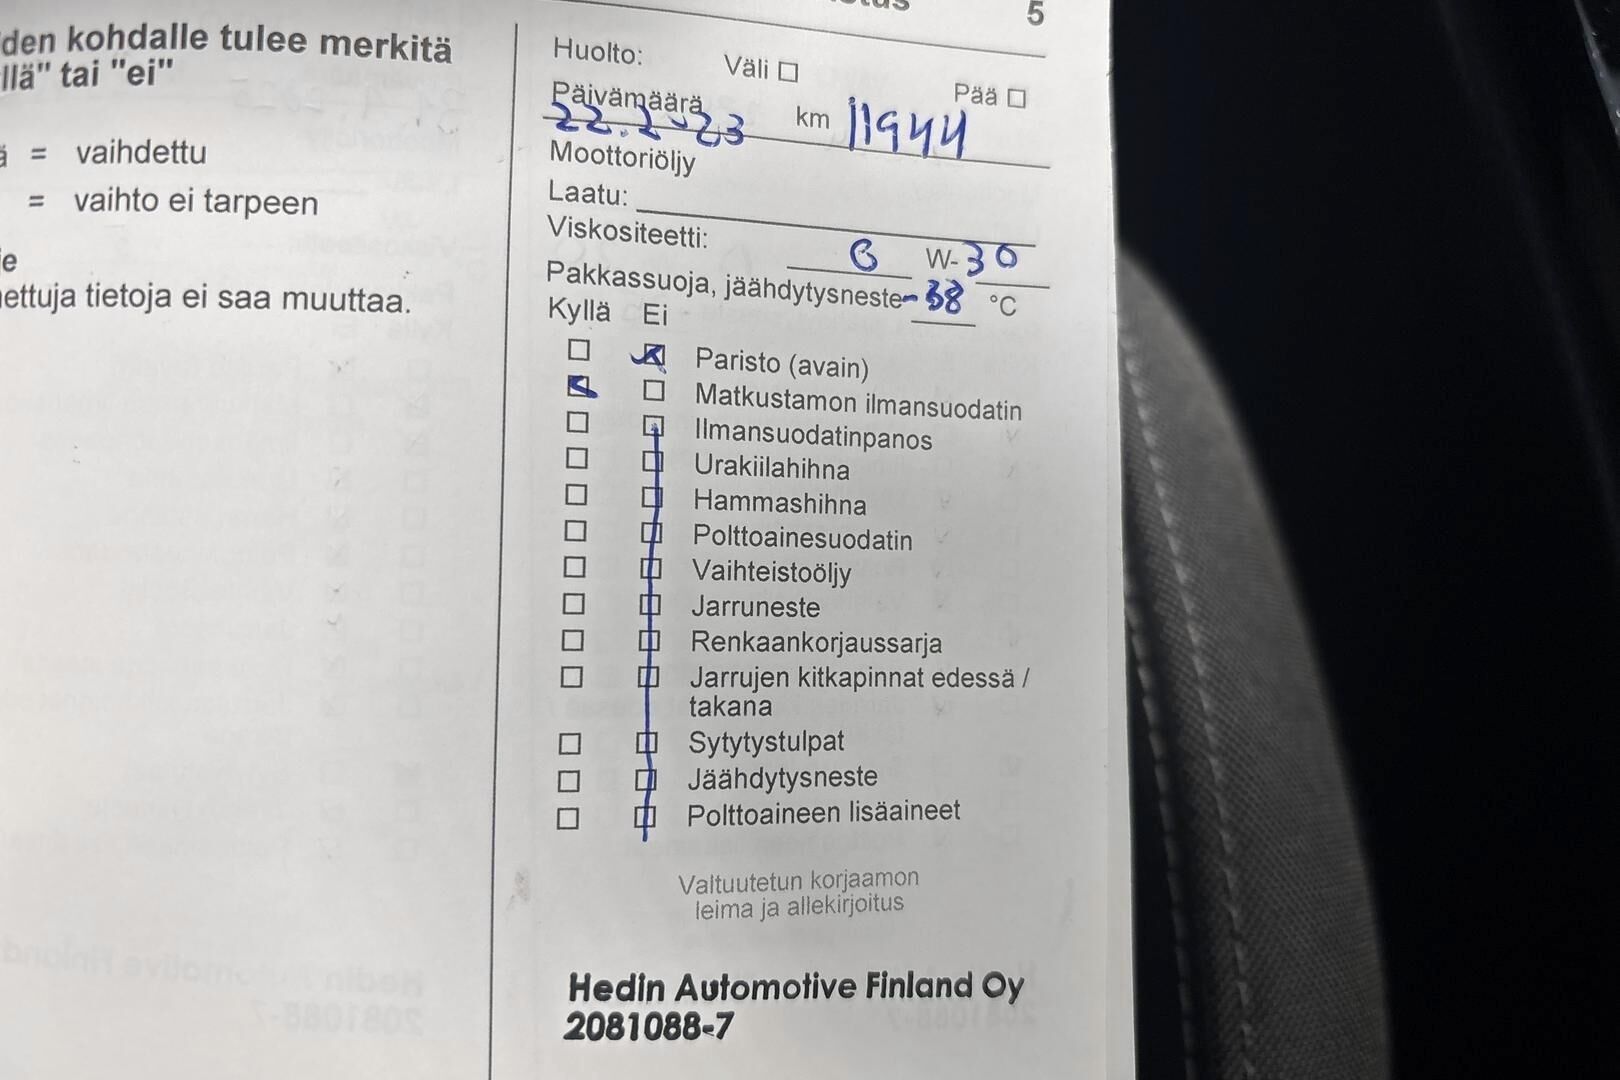 5
den kohdalle tulee merkitä
llä" tai "ei"
= vaihdettu
= vaihto ei tarpeen
ettuja tietoja ei saa muuttaa.
Huolto: Väli ☐ Pää ☐
Päivämäärä 22.2.23 km 11944
Moottoriöljy
Laatu:
Viskositeetti: 0 W-30
Pakkassuoja, jäähdytysneste -38 °C
Kyllä Ei
Paristo (avain)
Matkustamon ilmansuodatin
Ilmansuodatinpanos
Urakiilahihna
Hammashihna
Polttoainesuodatin
Vaihteistoöljy
Jarruneste
Renkaankorjaussarja
Jarrujen kitkapinnat edessä /
takana
Sytytystulpat
Jäähdytysneste
Polttoaineen lisäaineet
Valtuutetun korjaamon
leima ja allekirjoitus
Hedin Automotive Finland Oy
2081088-7